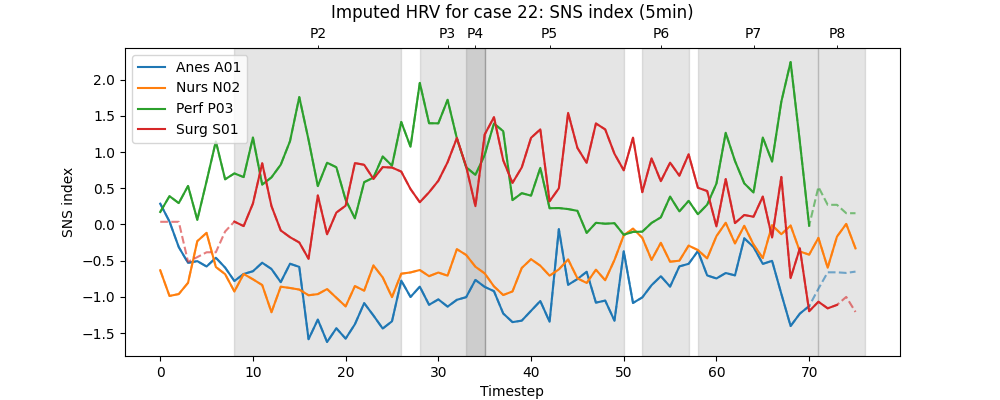 Imputed HRV for case 22: SNS index (5min)
P2 P3 P4 P5 P6 P7 P8
Anes A01
Nurs N02
Perf P03
Surg S01
SNS index
2.0
1.5
1.0
0.5
0.0
−0.5
−1.0
−1.5
0 10 20 30 40 50 60 70
Timestep